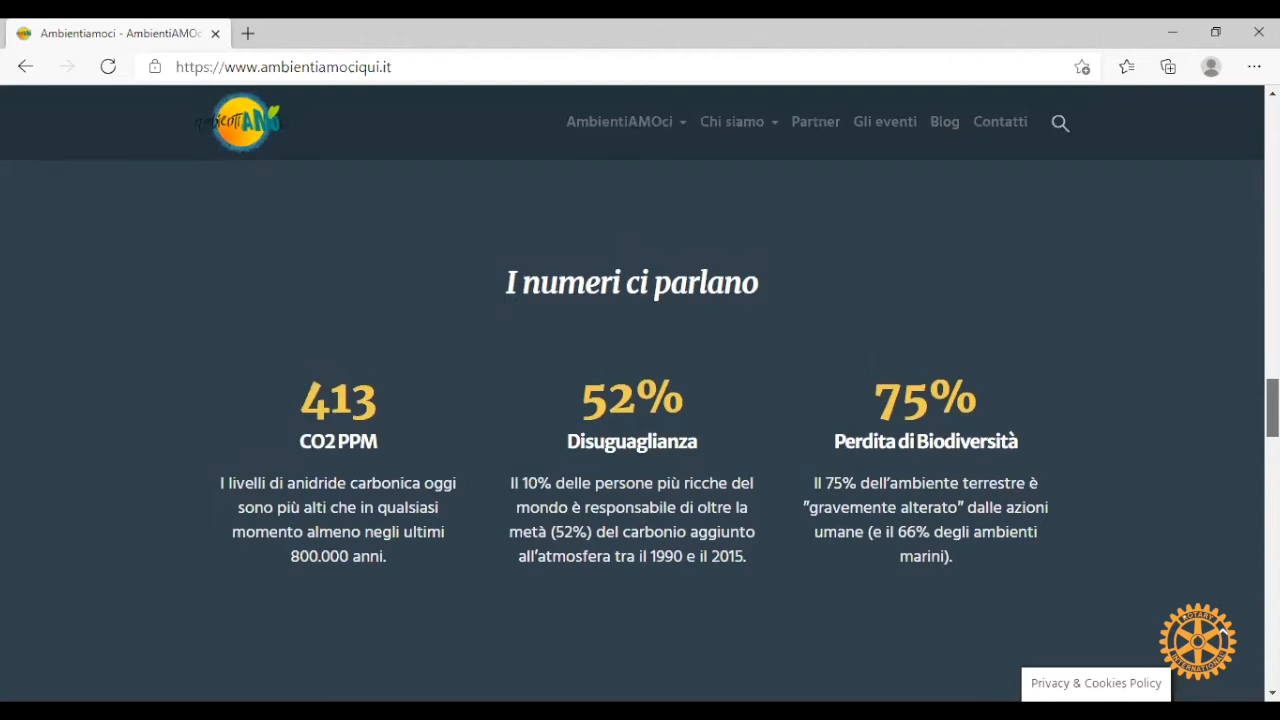 Ambientiamoci - AmbientiAMOc
https://www.ambientiamociqui.it
ambientiAMOci
AmbientiAMOci
Chi siamo
Partner
Gli eventi
Blog
Contatti
I numeri ci parlano
413
CO2 PPM
I livelli di anidride carbonica oggi
sono più alti che in qualsiasi
momento almeno negli ultimi
800.000 anni.
52%
Disuguaglianza
Il 10% delle persone più ricche del
mondo è responsabile di oltre la
metà (52%) del carbonio aggiunto
all’atmosfera tra il 1990 e il 2015.
75%
Perdita di Biodiversità
Il 75% dell’ambiente terrestre è
"gravemente alterato" dalle azioni
umane (e il 66% degli ambienti
marini).
ROTARY
INTERNATIONAL
Privacy & Cookies Policy